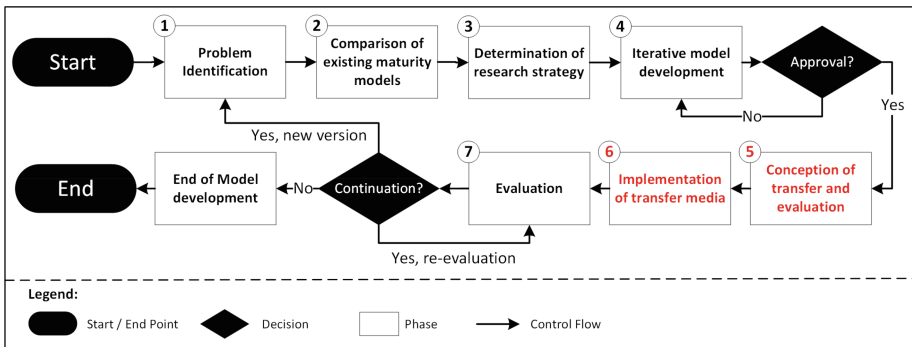 1
2
3
4
Start
Problem
Identification
Comparison of
existing maturity
models
Determination of
research strategy
Iterative model
development
Approval?
No
Yes
Yes, new version
End
End of Model
development
No
Continuation?
7
Evaluation
6
Implementation
of transfer media
5
Conception of
transfer and
evaluation
Yes, re-evaluation
Legend:
Start / End Point
Decision
Phase
Control Flow